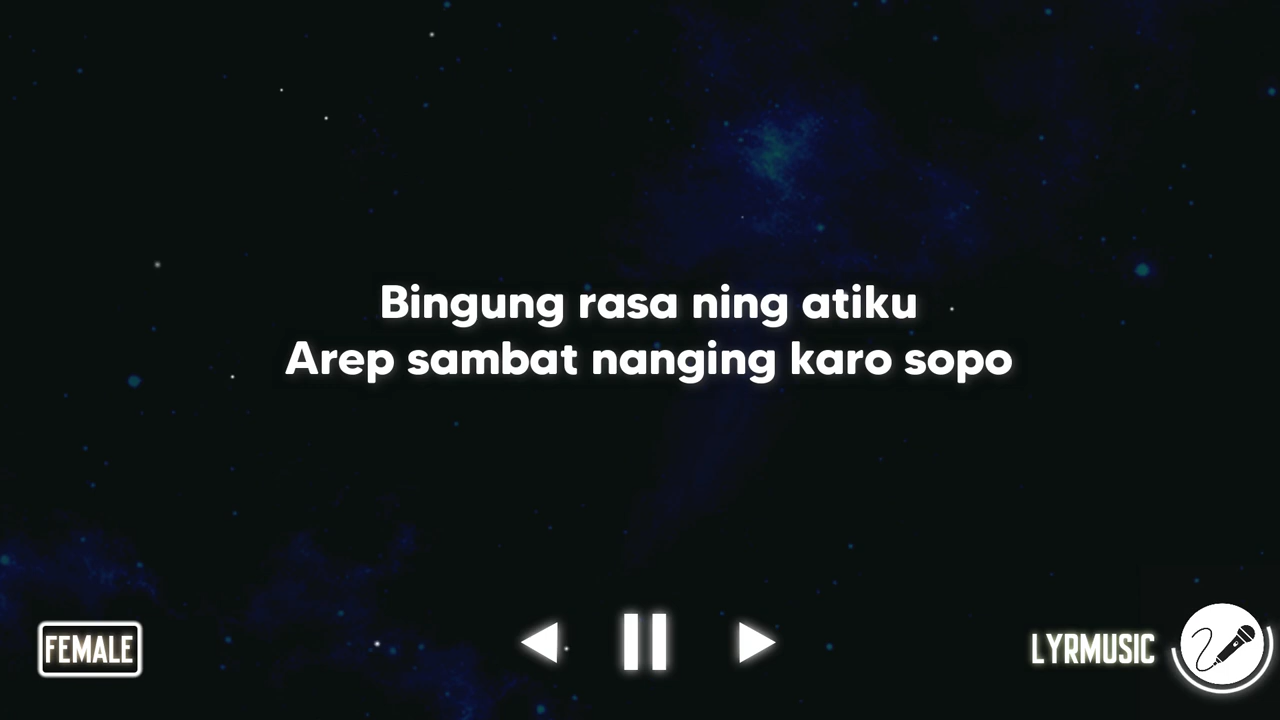 Bingung rasa ning atiku
Arep sambat nanging karo sopo
FEMALE
LYRMUSIC